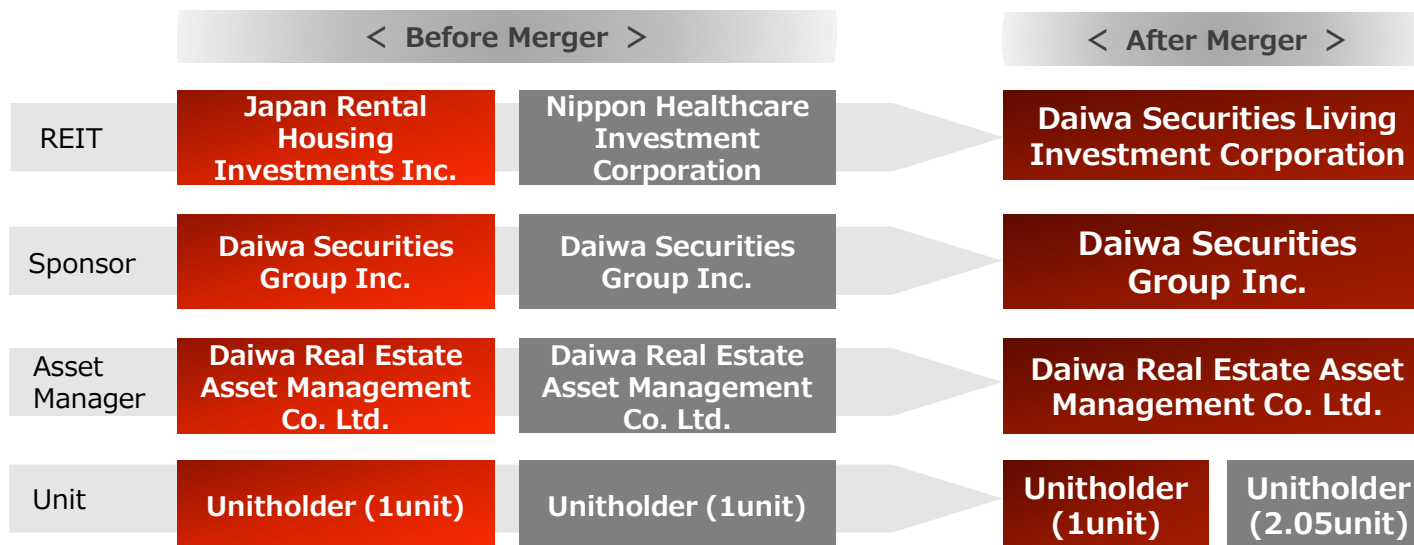 < Before Merger >
< After Merger >
REIT
Japan Rental
Housing
Investments Inc.
Nippon Healthcare
Investment
Corporation
Daiwa Securities Living
Investment Corporation
Sponsor
Daiwa Securities
Group Inc.
Daiwa Securities
Group Inc.
Daiwa Securities
Group Inc.
Asset
Manager
Daiwa Real Estate
Asset Management
Co. Ltd.
Daiwa Real Estate
Asset Management
Co. Ltd.
Daiwa Real Estate Asset
Management Co. Ltd.
Unit
Unitholder (1unit)
Unitholder (1unit)
Unitholder
(1unit)
Unitholder
(2.05unit)